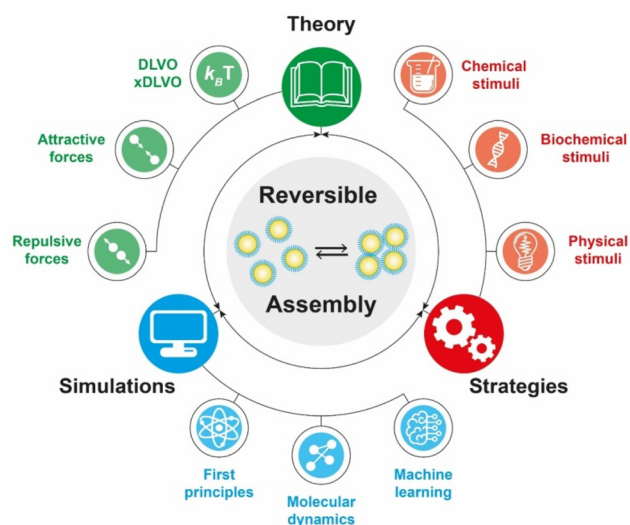 Theory
DLVO
xDLVO
k_BT
Chemical
stimuli
Attractive
forces
Biochemical
stimuli
Reversible
Repulsive
forces
Physical
stimuli
Assembly
Simulations
Strategies
First
principles
Molecular
dynamics
Machine
learning